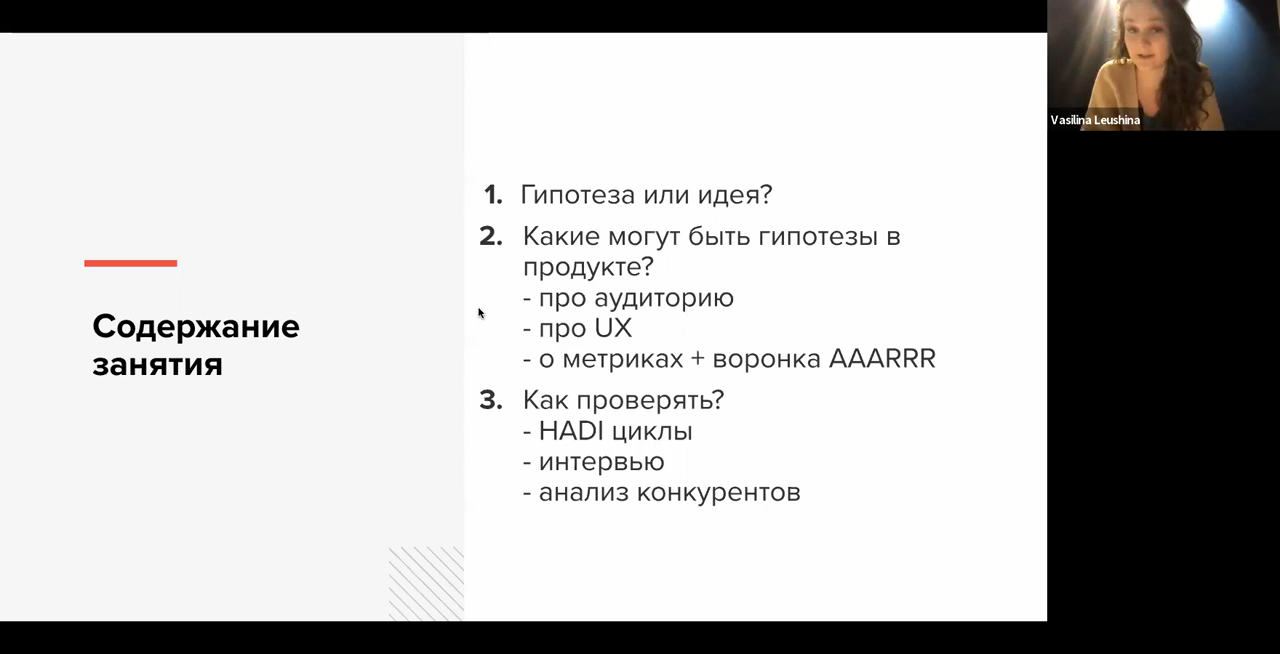 Vasilina Leushina
Содержание
занятия
1. Гипотеза или идея?
2. Какие могут быть гипотезы в
продукте?
- про аудиторию
- про UX
- о метриках + воронка AAARRR
3. Как проверять?
- HADI циклы
- интервью
- анализ конкурентов